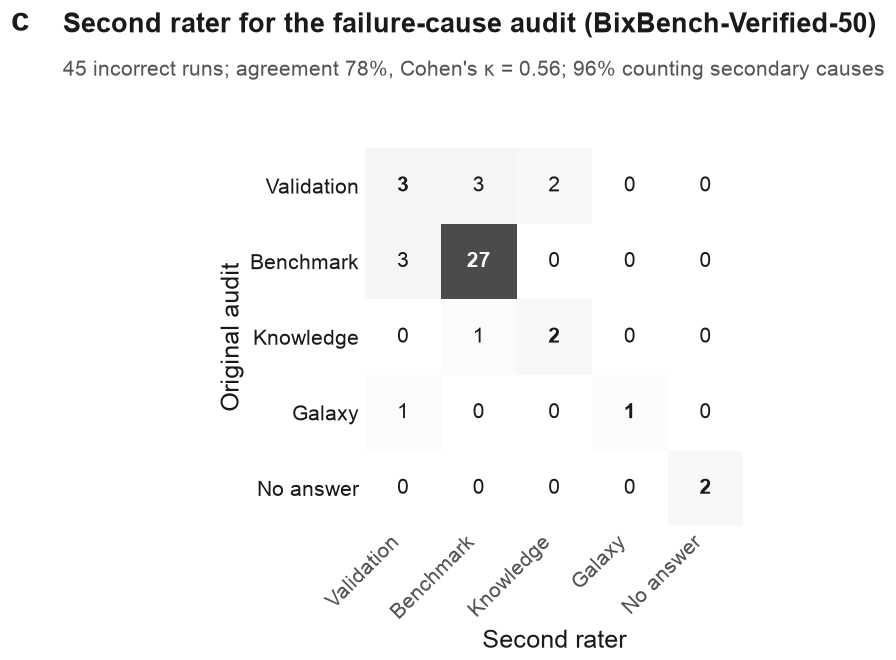 C Second rater for the failure-cause audit (BixBench-Verified-50)
45 incorrect runs; agreement 78%, Cohen's κ = 0.56; 96% counting secondary causes
Validation 3 3 2 0 0
Benchmark 3 27 0 0 0
Knowledge 0 1 2 0 0
Galaxy 1 0 0 1 0
No answer 0 0 0 0 2
Original audit
Validation Benchmark Knowledge Galaxy No answer
Second rater